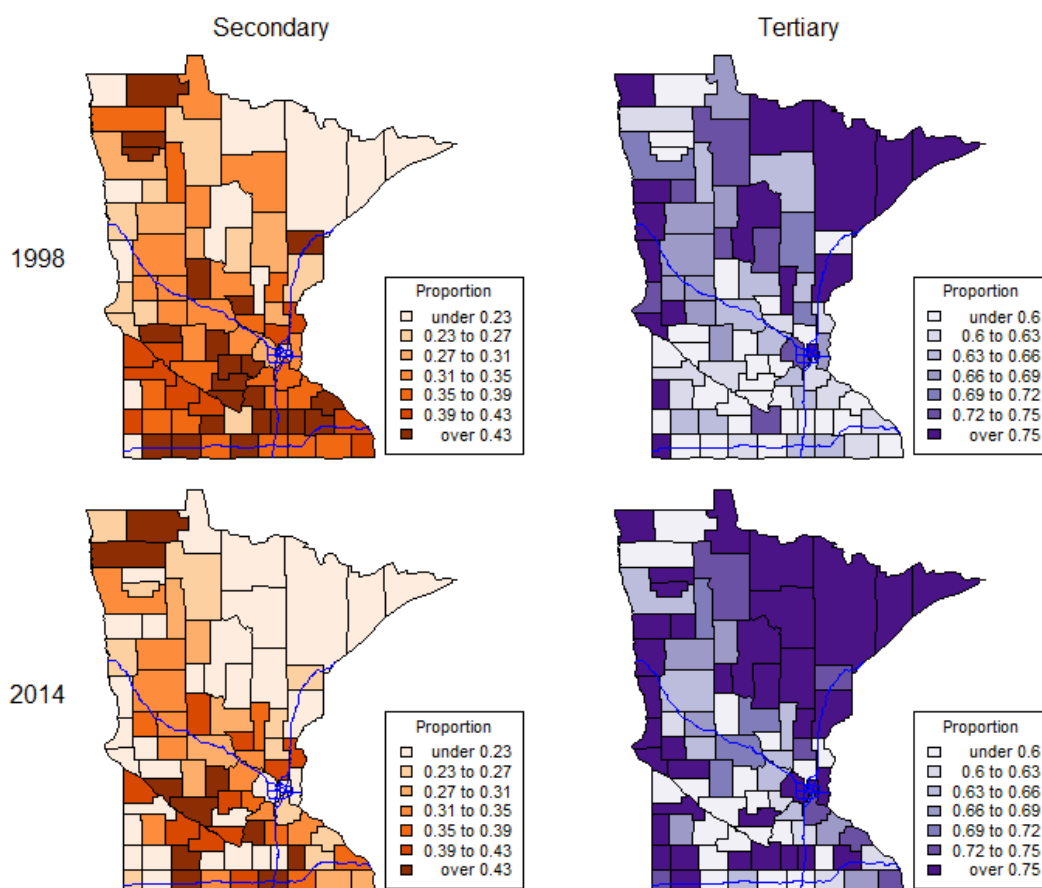 Secondary
Tertiary
1998
Proportion
under 0.23
0.23 to 0.27
0.27 to 0.31
0.31 to 0.35
0.35 to 0.39
0.39 to 0.43
over 0.43
Proportion
under 0.6
0.6 to 0.63
0.63 to 0.66
0.66 to 0.69
0.69 to 0.72
0.72 to 0.75
over 0.75
2014
Proportion
under 0.23
0.23 to 0.27
0.27 to 0.31
0.31 to 0.35
0.35 to 0.39
0.39 to 0.43
over 0.43
Proportion
under 0.6
0.6 to 0.63
0.63 to 0.66
0.66 to 0.69
0.69 to 0.72
0.72 to 0.75
over 0.75